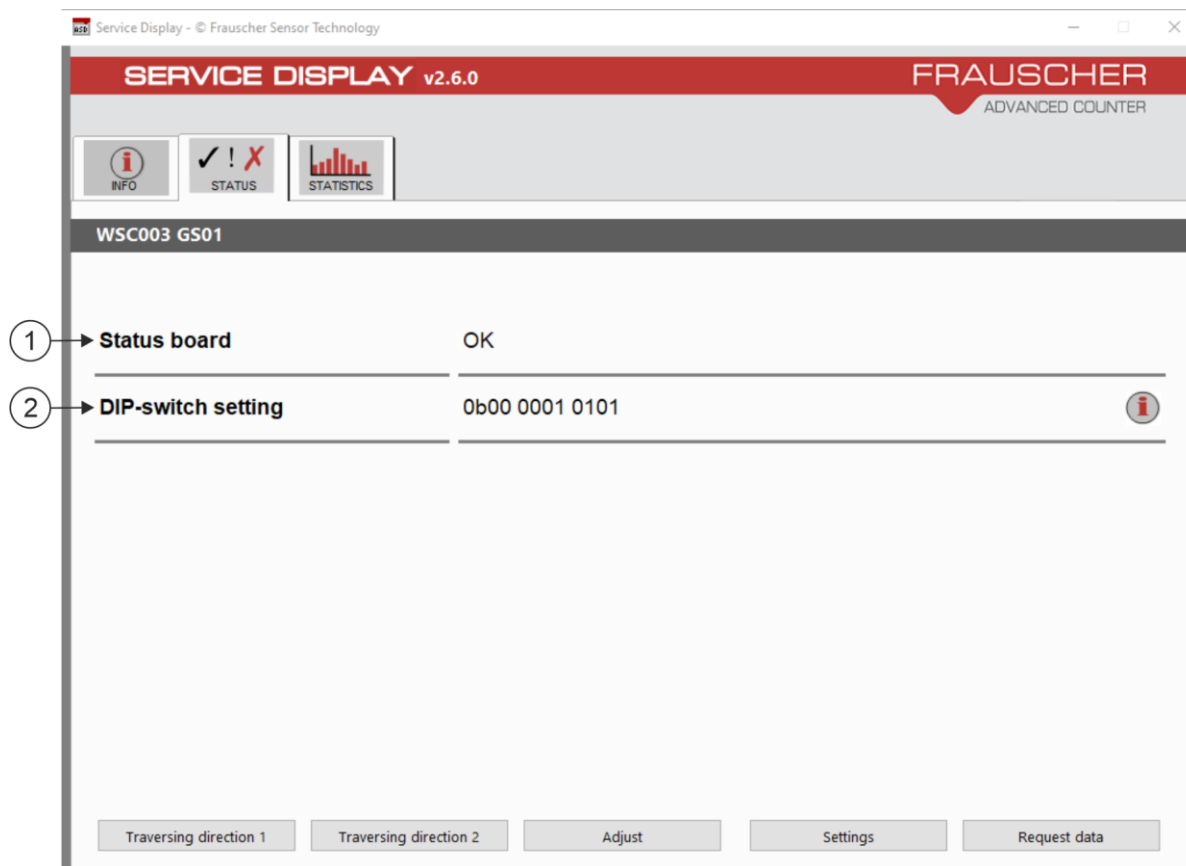 Service Display - © Frauscher Sensor Technology
SERVICE DISPLAY v2.6.0
FRAUSCHER
ADVANCED COUNTER
INFO
✓ ! ✗
STATUS
STATISTICS
WSC003 GS01
1 Status board OK
2 DIP-switch setting 0b00 0001 0101
Traversing direction 1 Traversing direction 2 Adjust Settings Request data